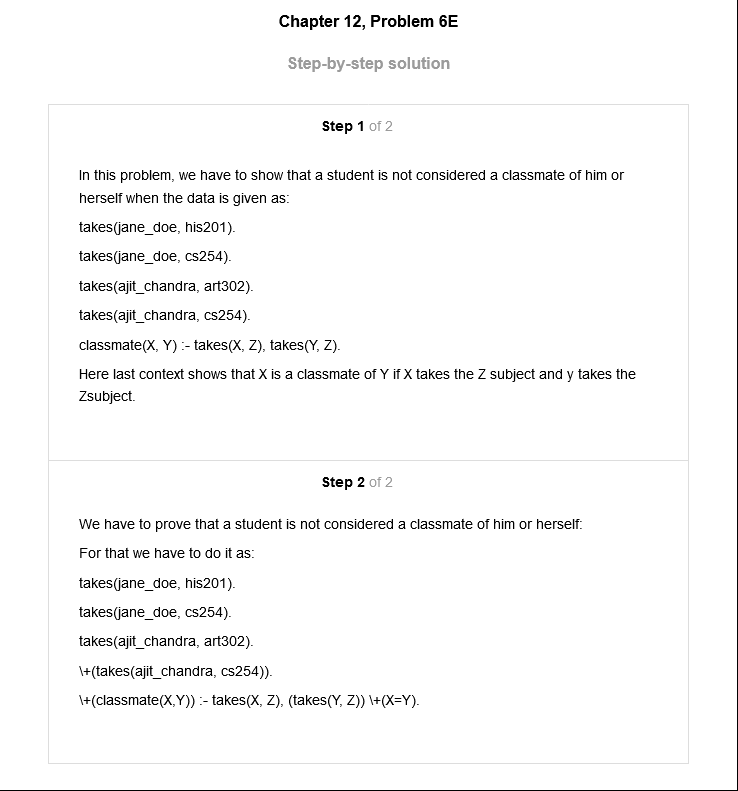 Chapter 12, Problem 6E
Step-by-step solution
Step 1 of 2
In this problem, we have to show that a student is not considered a classmate of him or
herself when the data is given as:
takes(jane_doe, his201).
takes(jane_doe, cs254).
takes(ajit_chandra, art302).
takes(ajit_chandra, cs254).
classmate(X, Y) :- takes(X, Z), takes(Y, Z).
Here last context shows that X is a classmate of Y if X takes the Z subject and y takes the
Zsubject.
Step 2 of 2
We have to prove that a student is not considered a classmate of him or herself:
For that we have to do it as:
takes(jane_doe, his201).
takes(jane_doe, cs254).
takes(ajit_chandra, art302).
\+(takes(ajit_chandra, cs254)).
\+(classmate(X,Y)) :- takes(X, Z), (takes(Y, Z)) \+(X=Y).